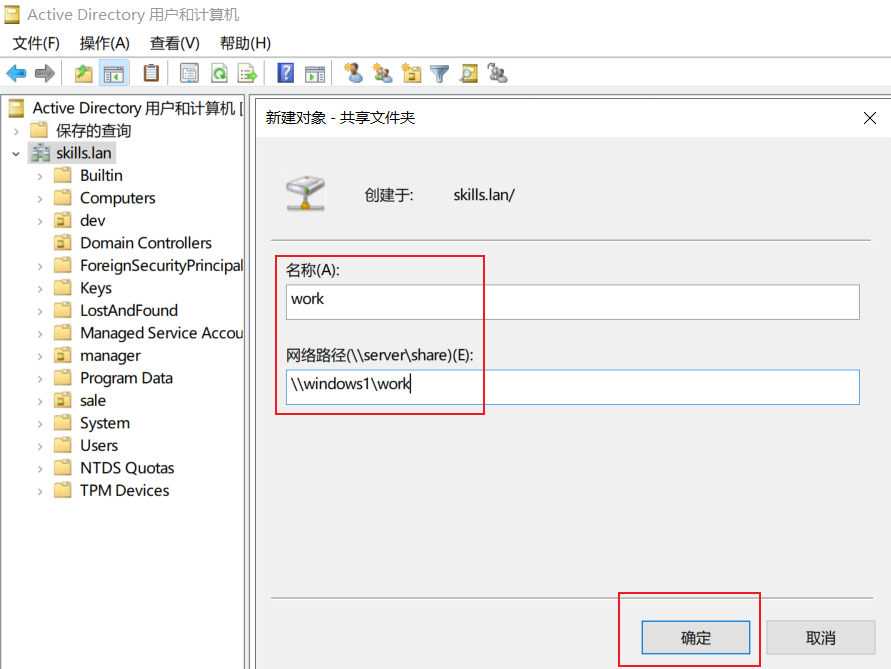 Active Directory 用户和计算机
文件(F) 操作(A) 查看(V) 帮助(H)
Active Directory 用户和计算机 [
保存的查询
skills.lan
Builtin
Computers
dev
Domain Controllers
ForeignSecurityPrincipal
Keys
LostAndFound
Managed Service Accou
manager
Program Data
sale
System
Users
NTDS Quotas
TPM Devices
新建对象 - 共享文件夹
创建于: skills.lan/
名称(A):
work
网络路径(\\server\share)(E):
\\windows1\work
确定 取消